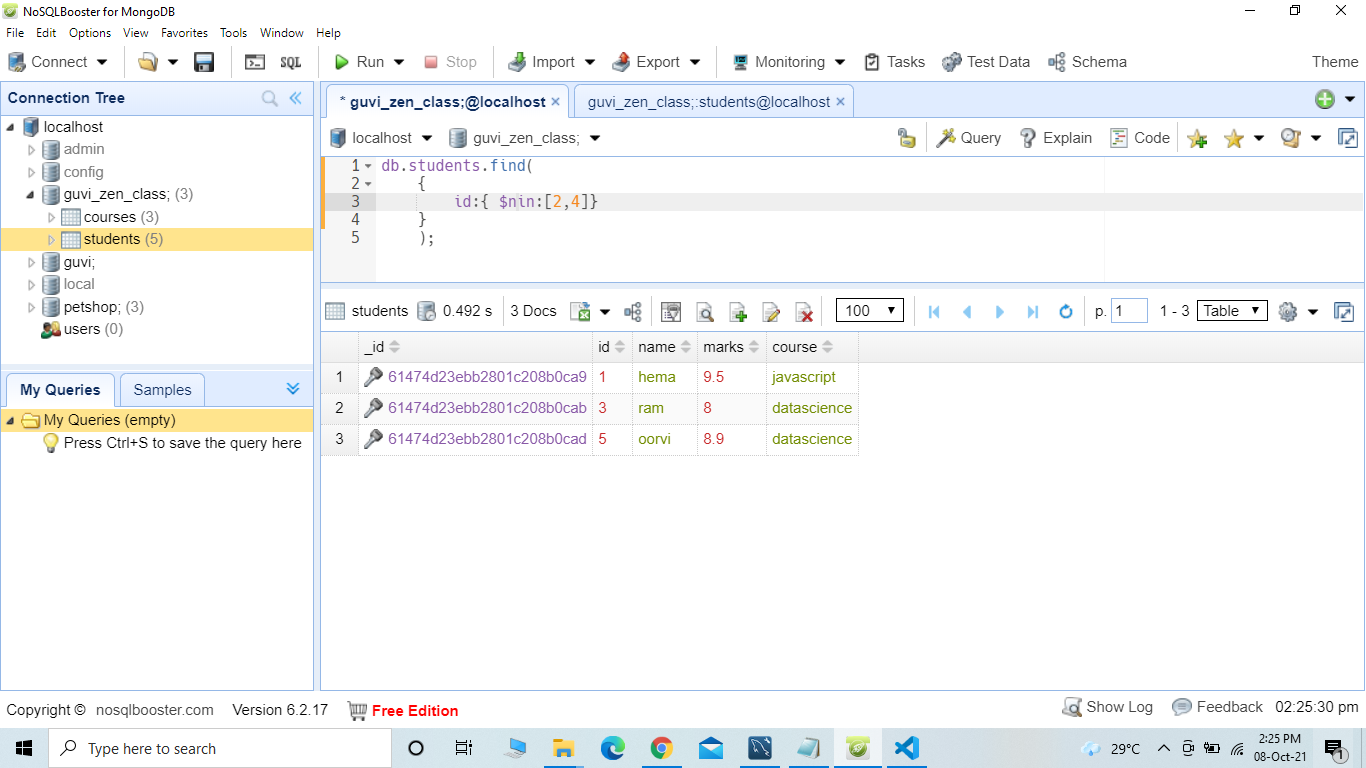 NoSQLBooster for MongoDB
File Edit Options View Favorites Tools Window Help
Connect SQL Run Stop Import Export Monitoring Tasks Test Data Schema Theme
Connection Tree
localhost
admin
config
guvi_zen_class; (3)
courses (3)
students (5)
guvi;
local
petshop; (3)
users (0)
My Queries Samples
My Queries (empty)
Press Ctrl+S to save the query here
* guvi_zen_class;@localhost × guvi_zen_class;:students@localhost ×
localhost guvi_zen_class; Query Explain Code
1 db.students.find(
2 {
3 id:{ $nin:[2,4]}
4 }
5 );
students 0.492 s 3 Docs 100 p. 1 1 - 3 Table
_id id name marks course
1 61474d23ebb2801c208b0ca9 1 hema 9.5 javascript
2 61474d23ebb2801c208b0cab 3 ram 8 datascience
3 61474d23ebb2801c208b0cad 5 oorvi 8.9 datascience
Copyright © nosqlbooster.com Version 6.2.17 Free Edition Show Log Feedback 02:25:30 pm
Type here to search 29°C 2:25 PM
08-Oct-21 1